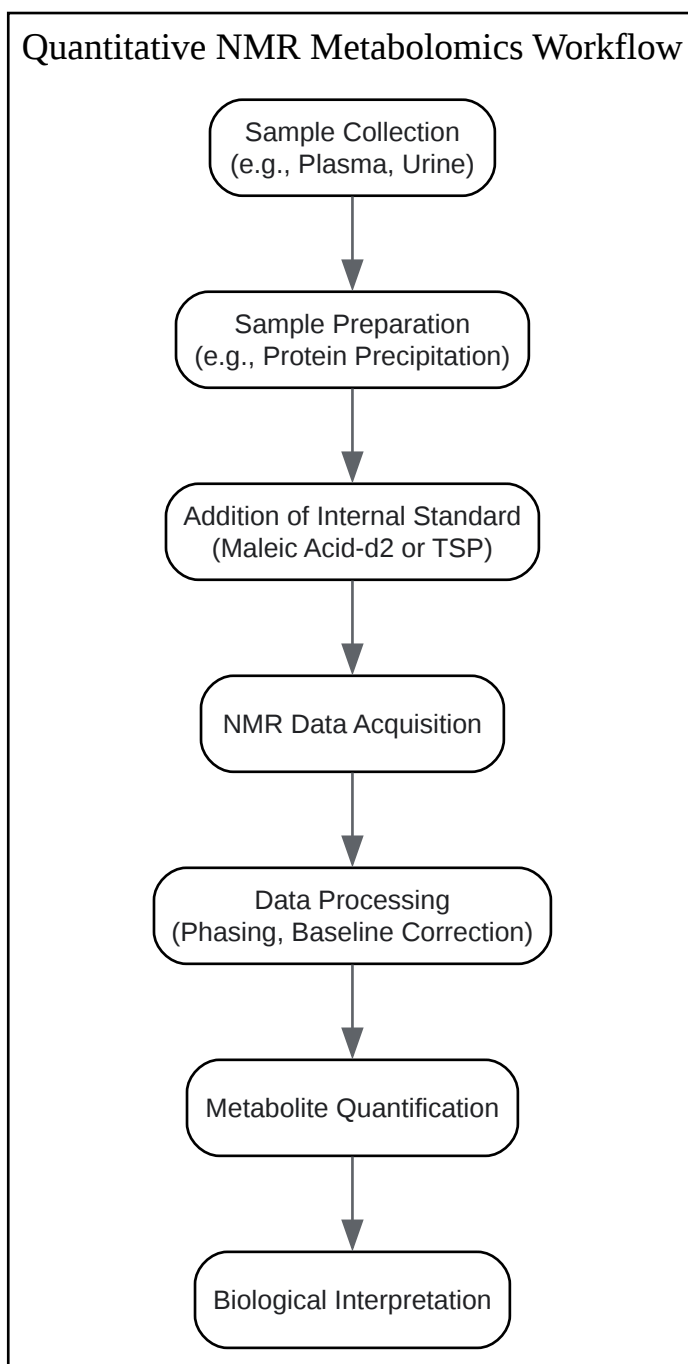 Quantitative NMR Metabolomics Workflow
Sample Collection
(e.g., Plasma, Urine)
Sample Preparation
(e.g., Protein Precipitation)
Addition of Internal Standard
(Maleic Acid-d2 or TSP)
NMR Data Acquisition
Data Processing
(Phasing, Baseline Correction)
Metabolite Quantification
Biological Interpretation